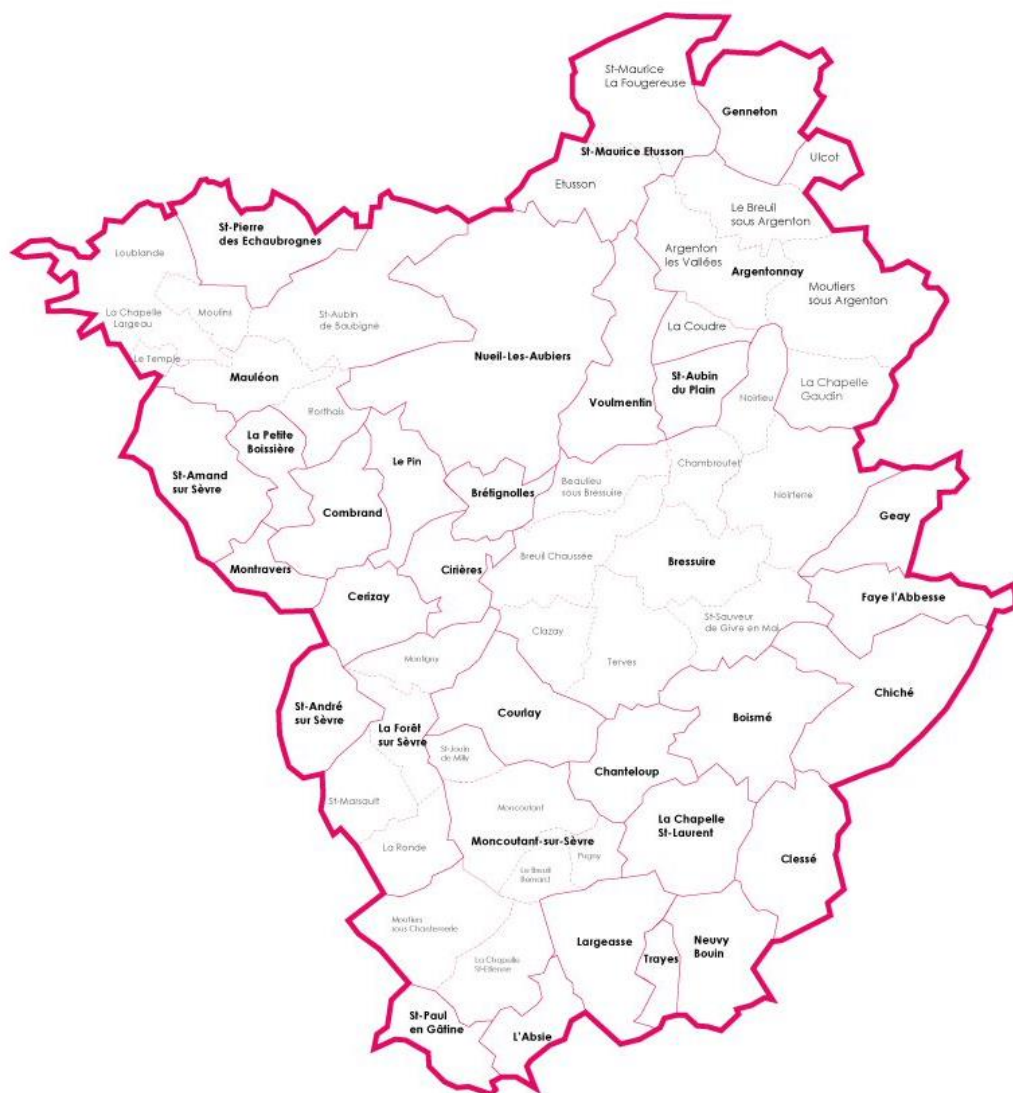 St-Maurice
La Fougereuse
Genneton
St-Maurice Etusson
Ulcot
Etusson
Le Breuil
sous Argenton
St-Pierre
des Echaubrognes
Loublande
Argenton
les Vallées
Argentonnay
Moutiers
sous Argenton
La Chapelle
Largeau
Moulins
St-Aubin
de Baubigné
La Coudre
Le Temple
Mauléon
Nueil-Les-Aubiers
St-Aubin
du Plain
Voulmentin
Noirlieu
La Chapelle
Gaudin
Rorthais
La Petite
Boissière
Le Pin
St-Amand
sur Sèvre
Brétignolles
Beaulieu
sous Bressuire
Chambroutet
Noirterre
Combrand
Geay
Montravers
Cirières
Breuil Chaussée
Bressuire
Cerizay
Faye l'Abbesse
Clazay
St-Sauveur
de Givre en Mai
Montigny
Terves
St-André
sur Sèvre
Courlay
Boismé
Chiché
La Forêt
sur Sèvre
St-Jouin
de Milly
Chanteloup
St-Marsault
Moncoutant
La Chapelle
St-Laurent
La Ronde
Moncoutant-sur-Sèvre
Pugny
Clessé
Le Breuil
Bernard
Moutiers
sous Chantemerle
Largeasse
Trayes
Neuvy
Bouin
La Chapelle
St-Etienne
St-Paul
en Gâtine
L'Absie